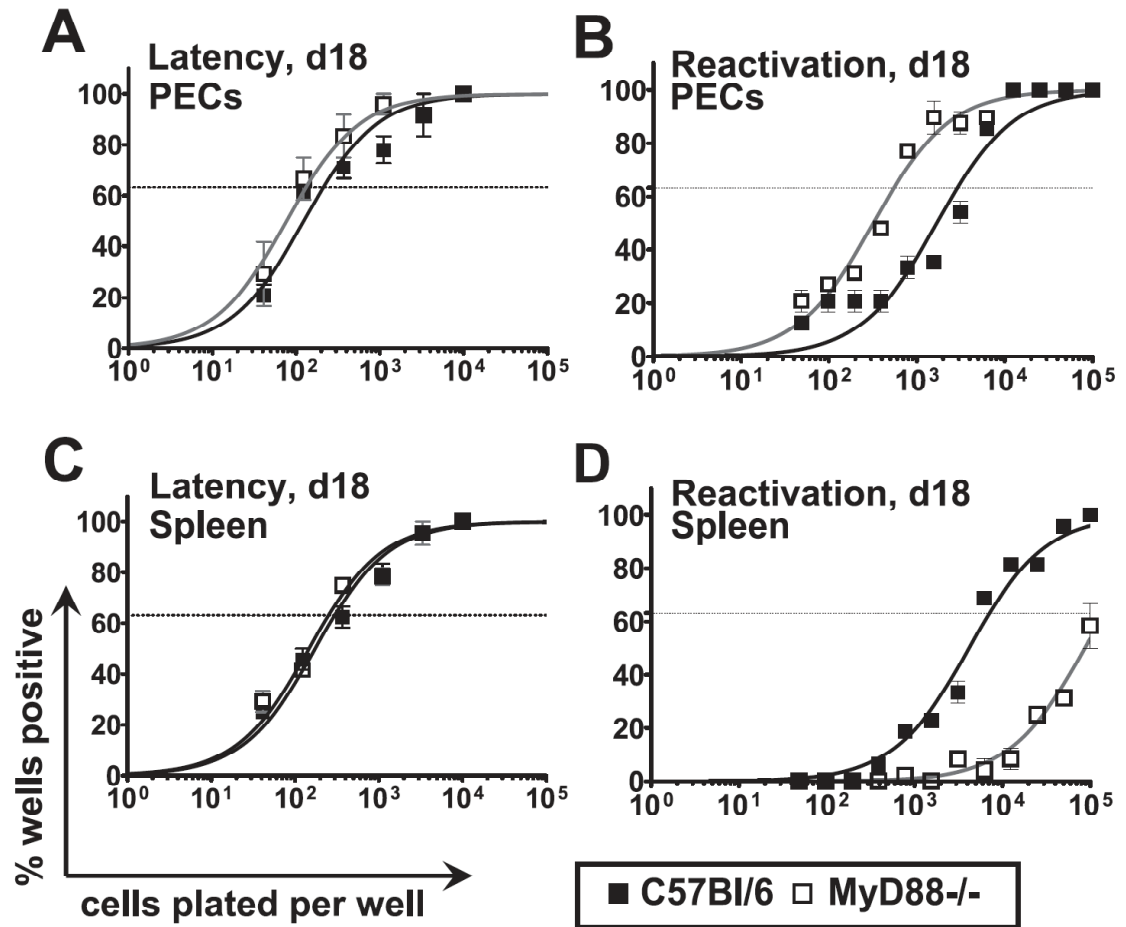 A
Latency, d18
PECs
100
80
60
40
20
0
10^0 10^1 10^2 10^3 10^4 10^5
B
Reactivation, d18
PECs
100
80
60
40
20
0
10^0 10^1 10^2 10^3 10^4 10^5
C
Latency, d18
Spleen
100
80
60
40
20
0
10^0 10^1 10^2 10^3 10^4 10^5
D
Reactivation, d18
Spleen
100
80
60
40
20
0
10^0 10^1 10^2 10^3 10^4 10^5
% wells positive
cells plated per well
■ C57Bl/6 □ MyD88-/-